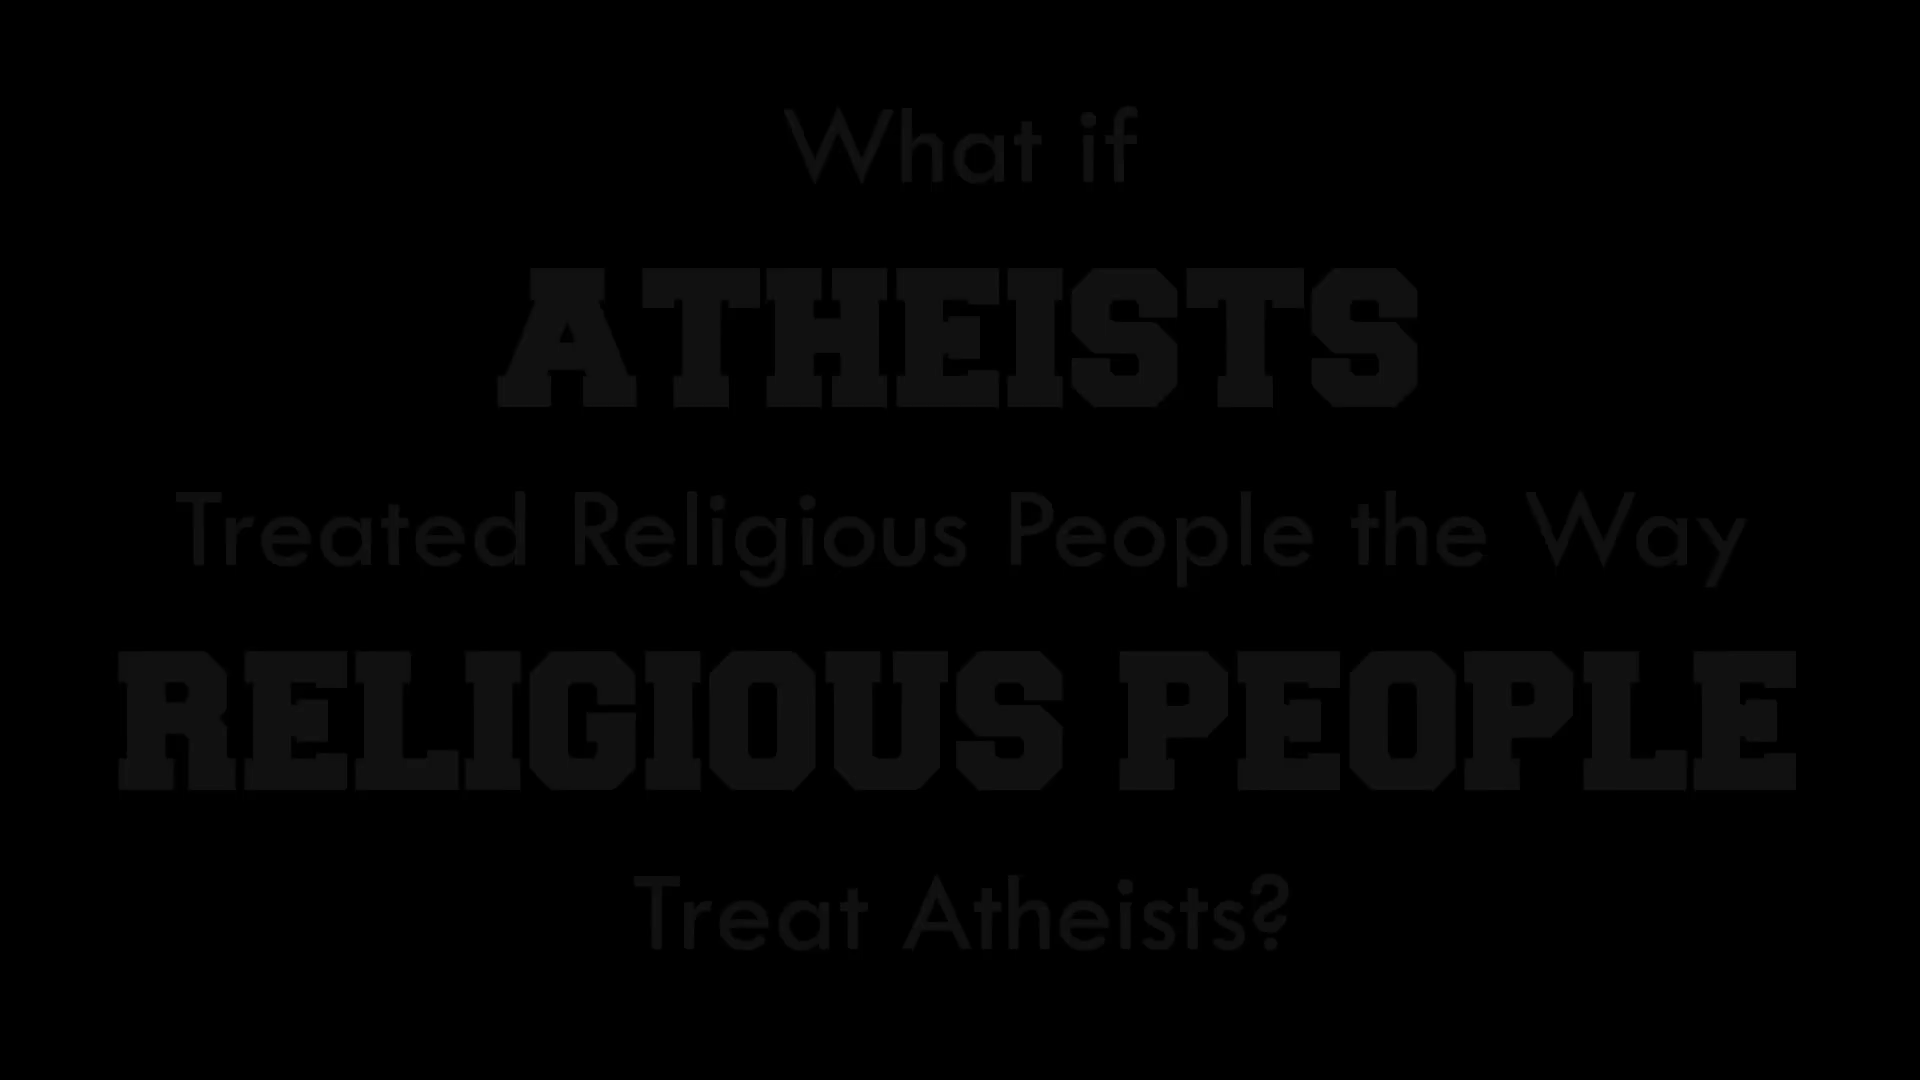 What if
ATHEISTS
Treated Religious People the Way
RELIGIOUS PEOPLE
Treat Atheists?